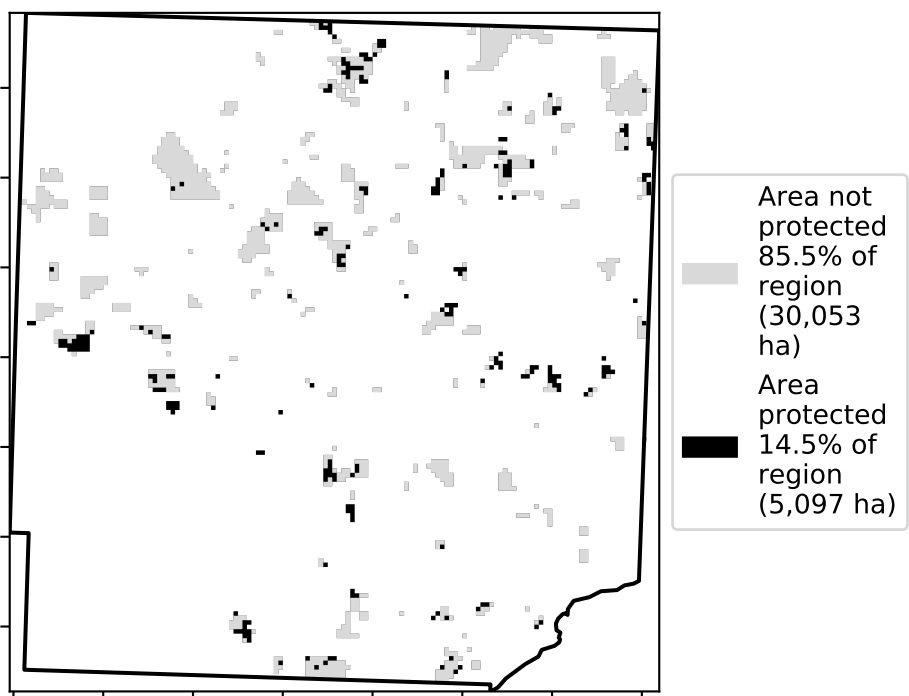 Area not
protected
85.5% of
region
(30,053
ha)
Area
protected
14.5% of
region
(5,097 ha)